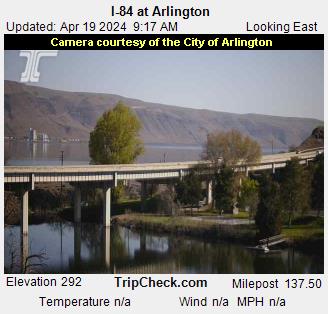 I-84 at Arlington
Updated: Apr 19 2024 9:17 AM Looking East
Camera courtesy of the City of Arlington
Elevation 292 TripCheck.com Milepost 137.50
Temperature n/a Wind n/a MPH n/a